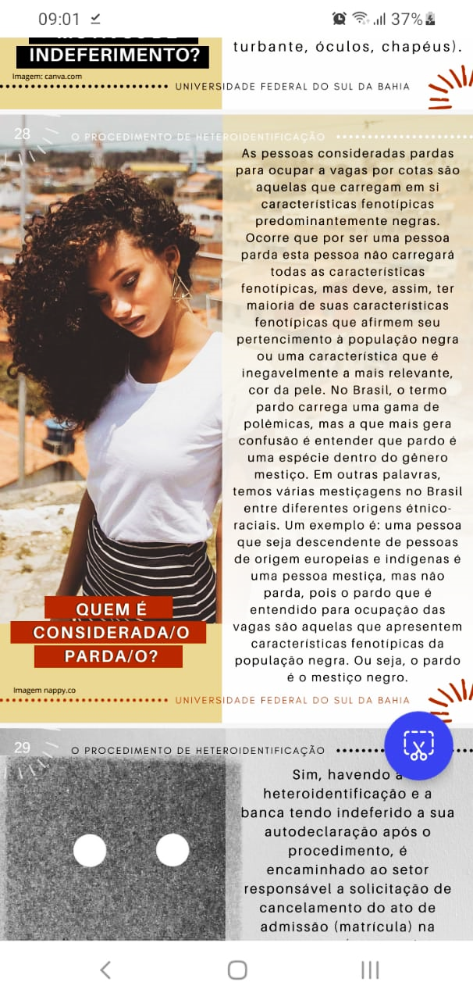 09:01
37%
INDEFERIMENTO?
Imagem: canva.com
turbante, óculos, chapéus).
UNIVERSIDADE FEDERAL DO SUL DA BAHIA
28
O PROCEDIMENTO DE HETEROIDENTIFICAÇÃO
As pessoas consideradas pardas
para ocupar a vagas por cotas são
aquelas que carregam em si
características fenotípicas
predominantemente negras.
Ocorre que por ser uma pessoa
parda esta pessoa não carregará
todas as características
fenotípicas, mas deve, assim, ter
maioria de suas características
fenotípicas que afirmem seu
pertencimento à população negra
ou uma característica que é
inegavelmente a mais relevante,
cor da pele. No Brasil, o termo
pardo carrega uma gama de
polêmicas, mas a que mais gera
confusão é entender que pardo é
uma espécie dentro do gênero
mestiço. Em outras palavras,
temos várias mestiçagens no Brasil
entre diferentes origens étnico-
raciais. Um exemplo é: uma pessoa
que seja descendente de pessoas
de origem europeias e indígenas é
uma pessoa mestiça, mas não
parda, pois o pardo que é
entendido para ocupação das
vagas são aquelas que apresentem
características fenotípicas da
população negra. Ou seja, o pardo
é o mestiço negro.
QUEM É
CONSIDERADA/O
PARDA/O?
Imagem nappy.co
UNIVERSIDADE FEDERAL DO SUL DA BAHIA
29
O PROCEDIMENTO DE HETEROIDENTIFICAÇÃO
Sim, havendo a
heteroidentificação e a
banca tendo indeferido a sua
autodeclaração após o
procedimento, é
encaminhado ao setor
responsável a solicitação de
cancelamento do ato de
admissão (matrícula) na